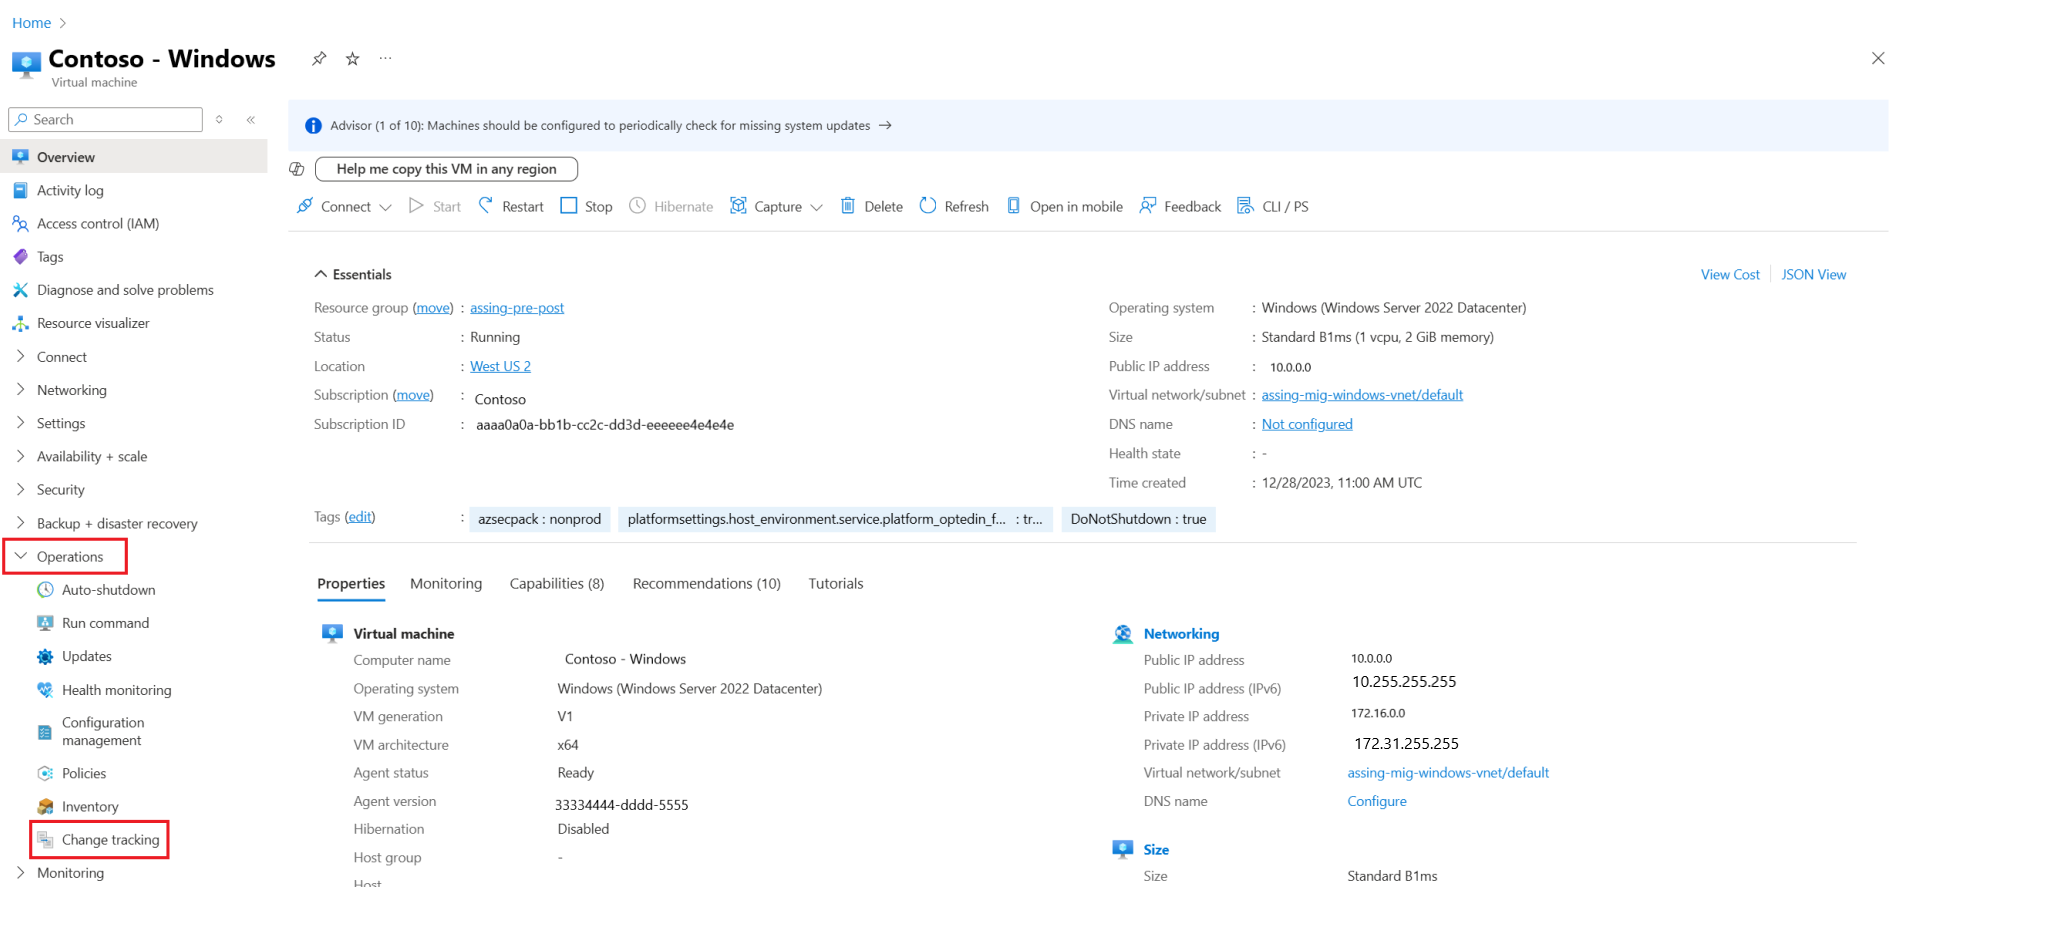 Home
Contoso - Windows
Virtual machine
Search
Overview
Activity log
Access control (IAM)
Tags
Diagnose and solve problems
Resource visualizer
Connect
Networking
Settings
Availability + scale
Security
Backup + disaster recovery
Operations
Auto-shutdown
Run command
Updates
Health monitoring
Configuration
management
Policies
Inventory
Change tracking
Monitoring
Advisor (1 of 10): Machines should be configured to periodically check for missing system updates →
Help me copy this VM in any region
Connect Start Restart Stop Hibernate Capture Delete Refresh Open in mobile Feedback CLI / PS
Essentials
View Cost JSON View
Resource group (move) : assing-pre-post
Status : Running
Location : West US 2
Subscription (move) : Contoso
Subscription ID : aaaa0a0a-bb1b-cc2c-dd3d-eeeeee4e4e4e
Operating system : Windows (Windows Server 2022 Datacenter)
Size : Standard B1ms (1 vcpu, 2 GiB memory)
Public IP address : 10.0.0.0
Virtual network/subnet : assing-mig-windows-vnet/default
DNS name : Not configured
Health state : -
Time created : 12/28/2023, 11:00 AM UTC
Tags (edit) : azsecpack : nonprod platformsettings.host_environment.service.platform_optedin_f... : tr... DoNotShutdown : true
Properties Monitoring Capabilities (8) Recommendations (10) Tutorials
Virtual machine
Computer name Contoso - Windows
Operating system Windows (Windows Server 2022 Datacenter)
VM generation V1
VM architecture x64
Agent status Ready
Agent version 33334444-dddd-5555
Hibernation Disabled
Host group -
Host
Networking
Public IP address 10.0.0.0
Public IP address (IPv6) 10.255.255.255
Private IP address 172.16.0.0
Private IP address (IPv6) 172.31.255.255
Virtual network/subnet assing-mig-windows-vnet/default
DNS name Configure
Size
Size Standard B1ms